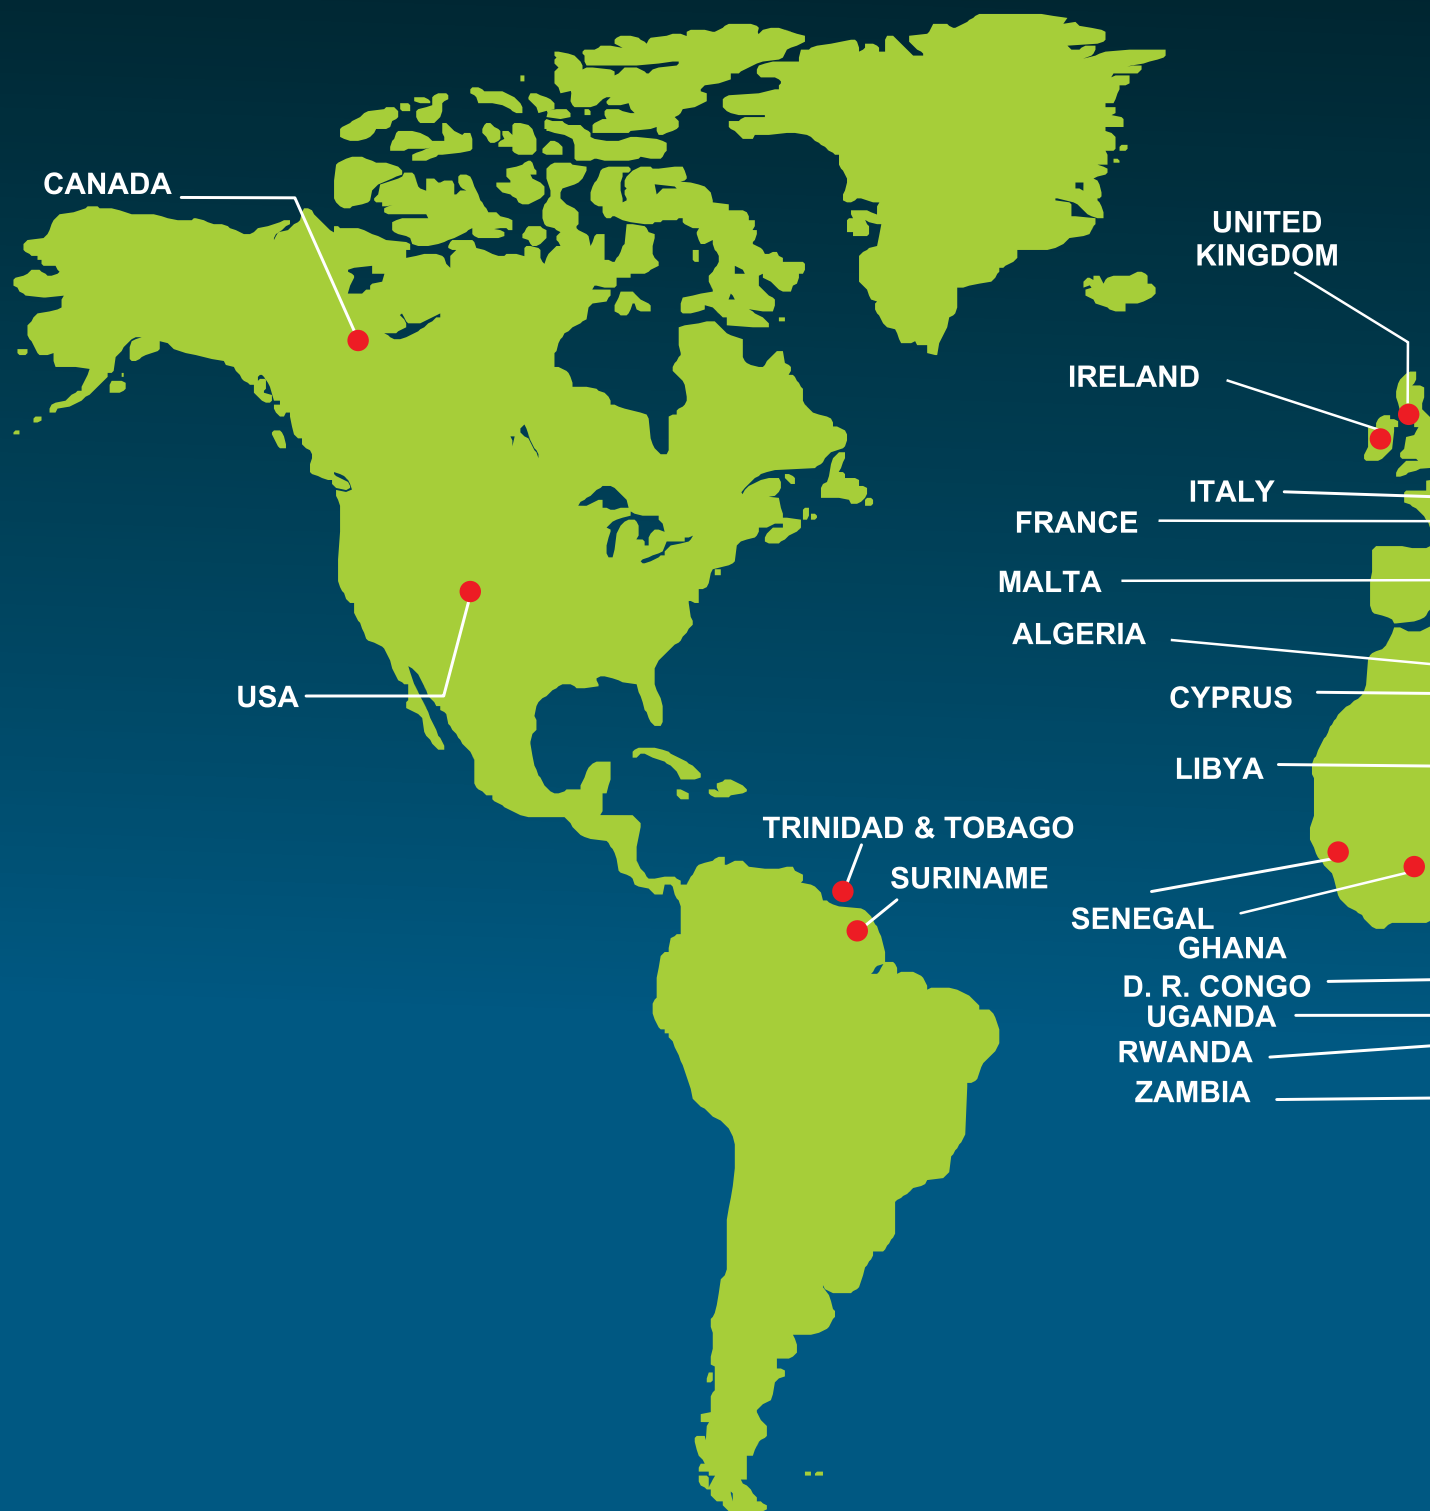 CANADA
UNITED
KINGDOM
IRELAND
ITALY
FRANCE
MALTA
ALGERIA
CYPRUS
USA
LIBYA
TRINIDAD & TOBAGO
SURINAME
SENEGAL
GHANA
D. R. CONGO
UGANDA
RWANDA
ZAMBIA